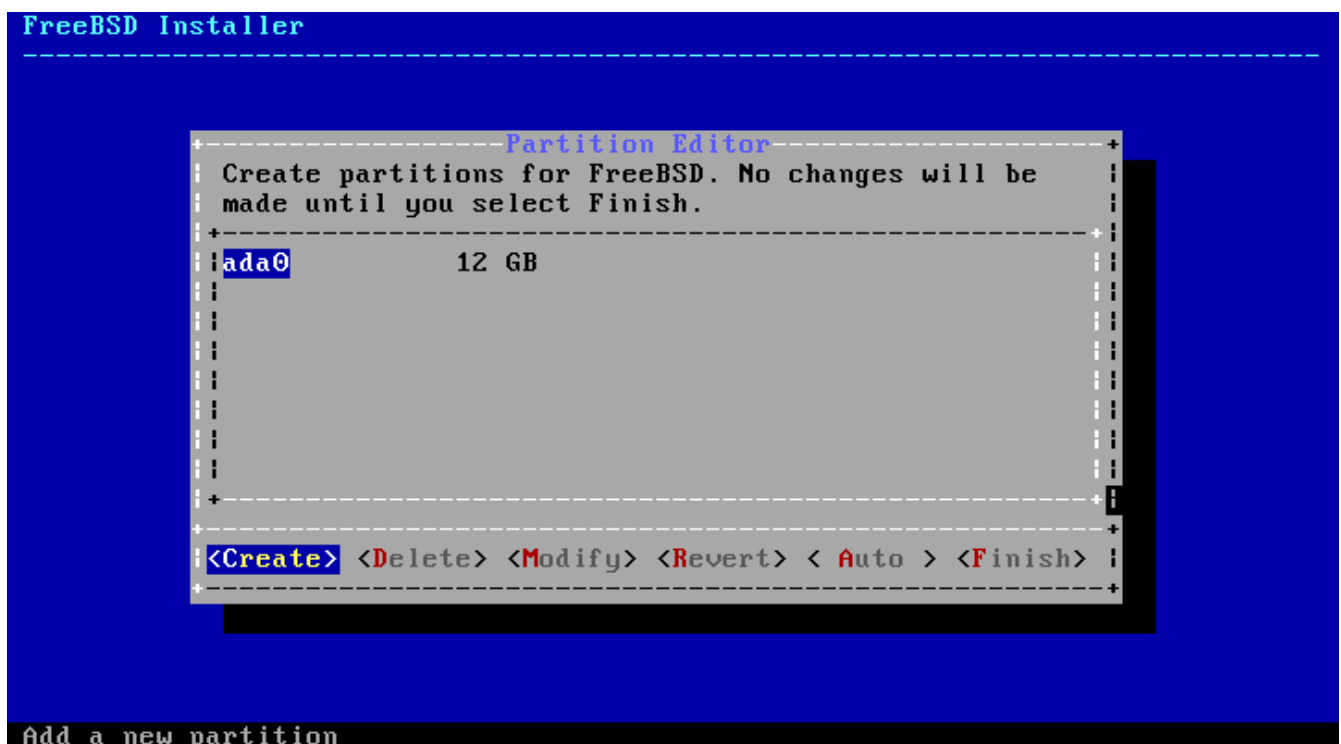 FreeBSD Installer
Partition Editor
Create partitions for FreeBSD. No changes will be
made until you select Finish.
ada0 12 GB
<Create> <Delete> <Modify> <Revert> < Auto > <Finish>
Add a new partition